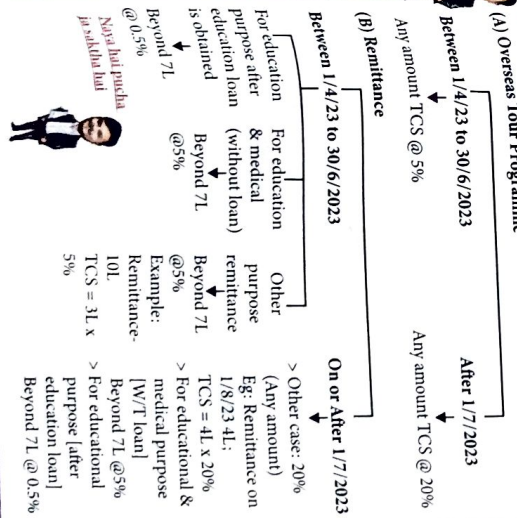 (A) Overseas Tour Programme
Between 1/4/23 to 30/6/2023
Any amount TCS @ 5%
After 1/7/2023
Any amount TCS @ 20%
(B) Remittance
Between 1/4/23 to 30/6/2023
For education
purpose after
education loan
is obtained
Beyond 7L
@ 0.5%
For education
& medical
(without loan)
Beyond 7L
@5%
Other
purpose
remittance
Beyond 7L
@5%
Example:
Remittance-
10L
TCS = 3L x
5%
On or After 1/7/2023
> Other case: 20%
(Any amount)
Eg: Remittance on
1/8/23 4L;
TCS = 4L x 20%
> For educational &
medical purpose
[W/T loan]
Beyond 7L @5%
> For educational
purpose [after
education loan]
Beyond 7L @ 0.5%
Naya hai pucha
ja saktha hai